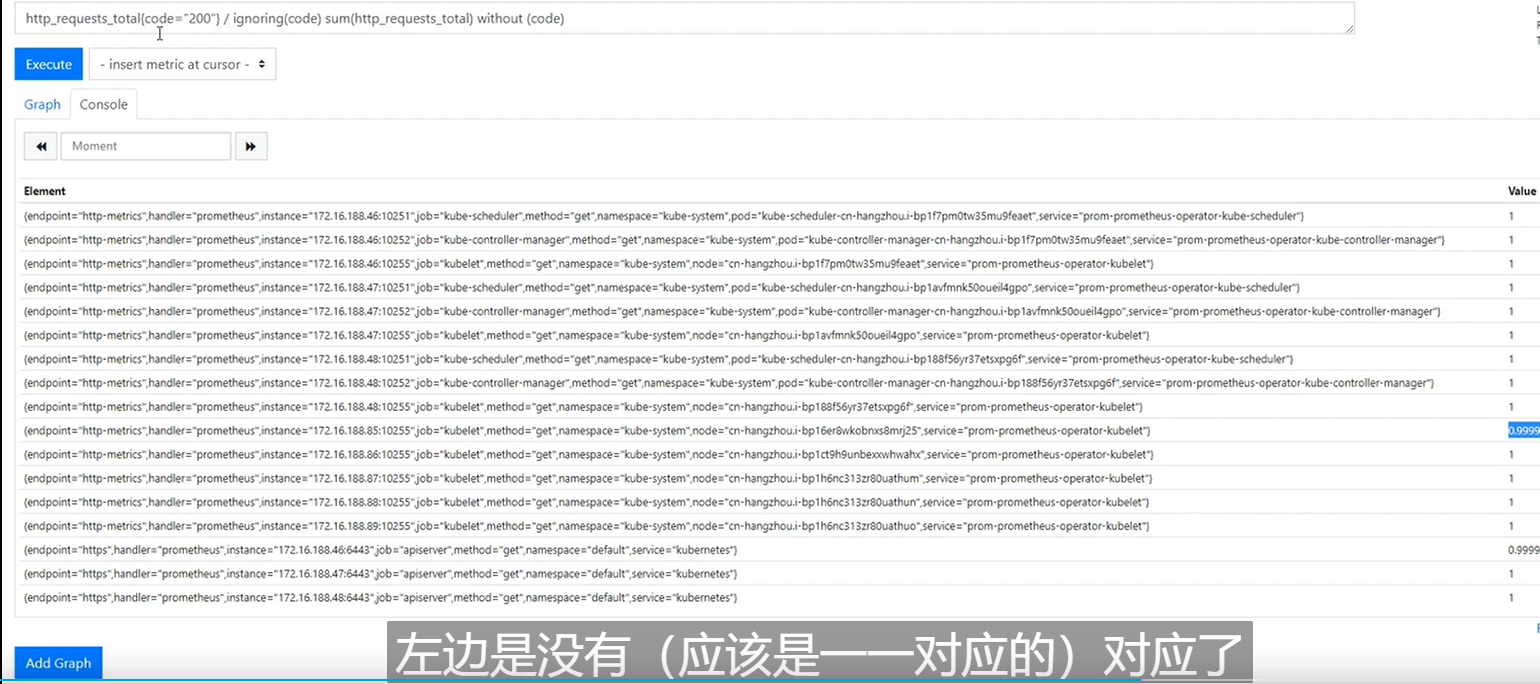 http_requests_total{code="200"} / ignoring(code) sum(http_requests_total) without (code)
Execute
- insert metric at cursor -
Graph
Console
Moment
Element
Value
{endpoint="http-metrics",handler="prometheus",instance="172.16.188.46:10251",job="kube-scheduler",method="get",namespace="kube-system",pod="kube-scheduler-cn-hangzhou.i-bp1f7pm0tw35mu9feaet",service="prom-prometheus-operator-kube-scheduler"} 1
{endpoint="http-metrics",handler="prometheus",instance="172.16.188.46:10252",job="kube-controller-manager",method="get",namespace="kube-system",pod="kube-controller-manager-cn-hangzhou.i-bp1f7pm0tw35mu9feaet",service="prom-prometheus-operator-kube-controller-manager"} 1
{endpoint="http-metrics",handler="prometheus",instance="172.16.188.46:10255",job="kubelet",method="get",namespace="kube-system",node="cn-hangzhou.i-bp1f7pm0tw35mu9feaet",service="prom-prometheus-operator-kubelet"} 1
{endpoint="http-metrics",handler="prometheus",instance="172.16.188.47:10251",job="kube-scheduler",method="get",namespace="kube-system",pod="kube-scheduler-cn-hangzhou.i-bp1avfmnk50oueil4gpo",service="prom-prometheus-operator-kube-scheduler"} 1
{endpoint="http-metrics",handler="prometheus",instance="172.16.188.47:10252",job="kube-controller-manager",method="get",namespace="kube-system",pod="kube-controller-manager-cn-hangzhou.i-bp1avfmnk50oueil4gpo",service="prom-prometheus-operator-kube-controller-manager"} 1
{endpoint="http-metrics",handler="prometheus",instance="172.16.188.47:10255",job="kubelet",method="get",namespace="kube-system",node="cn-hangzhou.i-bp1avfmnk50oueil4gpo",service="prom-prometheus-operator-kubelet"} 1
{endpoint="http-metrics",handler="prometheus",instance="172.16.188.48:10251",job="kube-scheduler",method="get",namespace="kube-system",pod="kube-scheduler-cn-hangzhou.i-bp188f56yr37etsxpg6f",service="prom-prometheus-operator-kube-scheduler"} 1
{endpoint="http-metrics",handler="prometheus",instance="172.16.188.48:10252",job="kube-controller-manager",method="get",namespace="kube-system",pod="kube-controller-manager-cn-hangzhou.i-bp188f56yr37etsxpg6f",service="prom-prometheus-operator-kube-controller-manager"} 1
{endpoint="http-metrics",handler="prometheus",instance="172.16.188.48:10255",job="kubelet",method="get",namespace="kube-system",node="cn-hangzhou.i-bp188f56yr37etsxpg6f",service="prom-prometheus-operator-kubelet"} 1
{endpoint="http-metrics",handler="prometheus",instance="172.16.188.85:10255",job="kubelet",method="get",namespace="kube-system",node="cn-hangzhou.i-bp16er8wkobnxs8mrj25",service="prom-prometheus-operator-kubelet"} 0.9999
{endpoint="http-metrics",handler="prometheus",instance="172.16.188.86:10255",job="kubelet",method="get",namespace="kube-system",node="cn-hangzhou.i-bp1ct9h9unbexxwhwahx",service="prom-prometheus-operator-kubelet"} 1
{endpoint="http-metrics",handler="prometheus",instance="172.16.188.87:10255",job="kubelet",method="get",namespace="kube-system",node="cn-hangzhou.i-bp1h6nc313zr80uathum",service="prom-prometheus-operator-kubelet"} 1
{endpoint="http-metrics",handler="prometheus",instance="172.16.188.88:10255",job="kubelet",method="get",namespace="kube-system",node="cn-hangzhou.i-bp1h6nc313zr80uathun",service="prom-prometheus-operator-kubelet"} 1
{endpoint="http-metrics",handler="prometheus",instance="172.16.188.89:10255",job="kubelet",method="get",namespace="kube-system",node="cn-hangzhou.i-bp1h6nc313zr80uathuo",service="prom-prometheus-operator-kubelet"} 1
{endpoint="https",handler="prometheus",instance="172.16.188.46:6443",job="apiserver",method="get",namespace="default",service="kubernetes"} 0.9999
{endpoint="https",handler="prometheus",instance="172.16.188.47:6443",job="apiserver",method="get",namespace="default",service="kubernetes"} 1
{endpoint="https",handler="prometheus",instance="172.16.188.48:6443",job="apiserver",method="get",namespace="default",service="kubernetes"} 1
Add Graph
左边是没有（应该是一一对应的）对应了